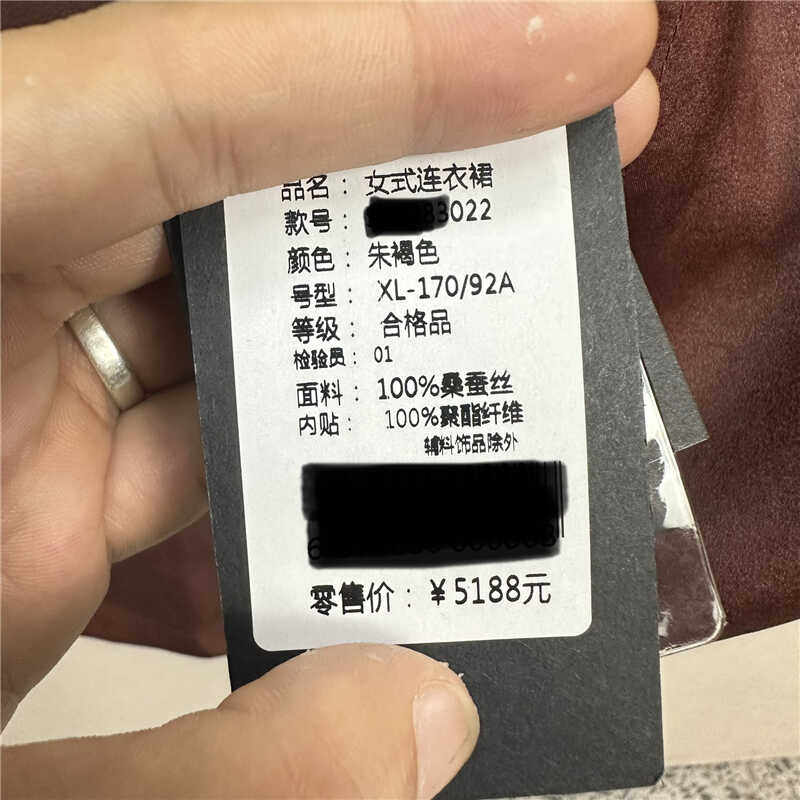 品名：女式连衣裙
款号：83022
颜色：朱褐色
号型：XL-170/92A
等级：合格品
检验员：01
面料：100%桑蚕丝
内贴：100%聚酯纤维
辅料饰品除外
零售价：￥5188元